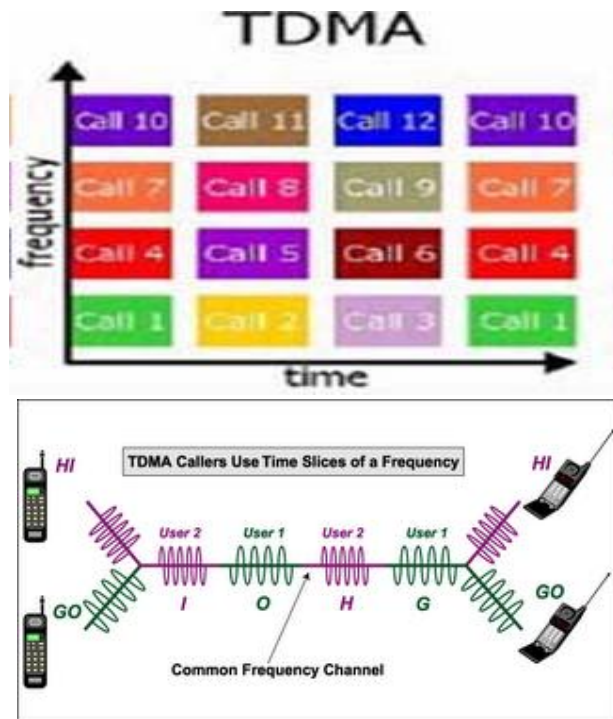 TDMA
frequency
Call 10 Call 11 Call 12 Call 10
Call 7 Call 8 Call 9 Call 7
Call 4 Call 5 Call 6 Call 4
Call 1 Call 2 Call 3 Call 1
time
TDMA Callers Use Time Slices of a Frequency
HI HI
User 2 User 1 User 2 User 1
GO GO
I O H G
Common Frequency Channel